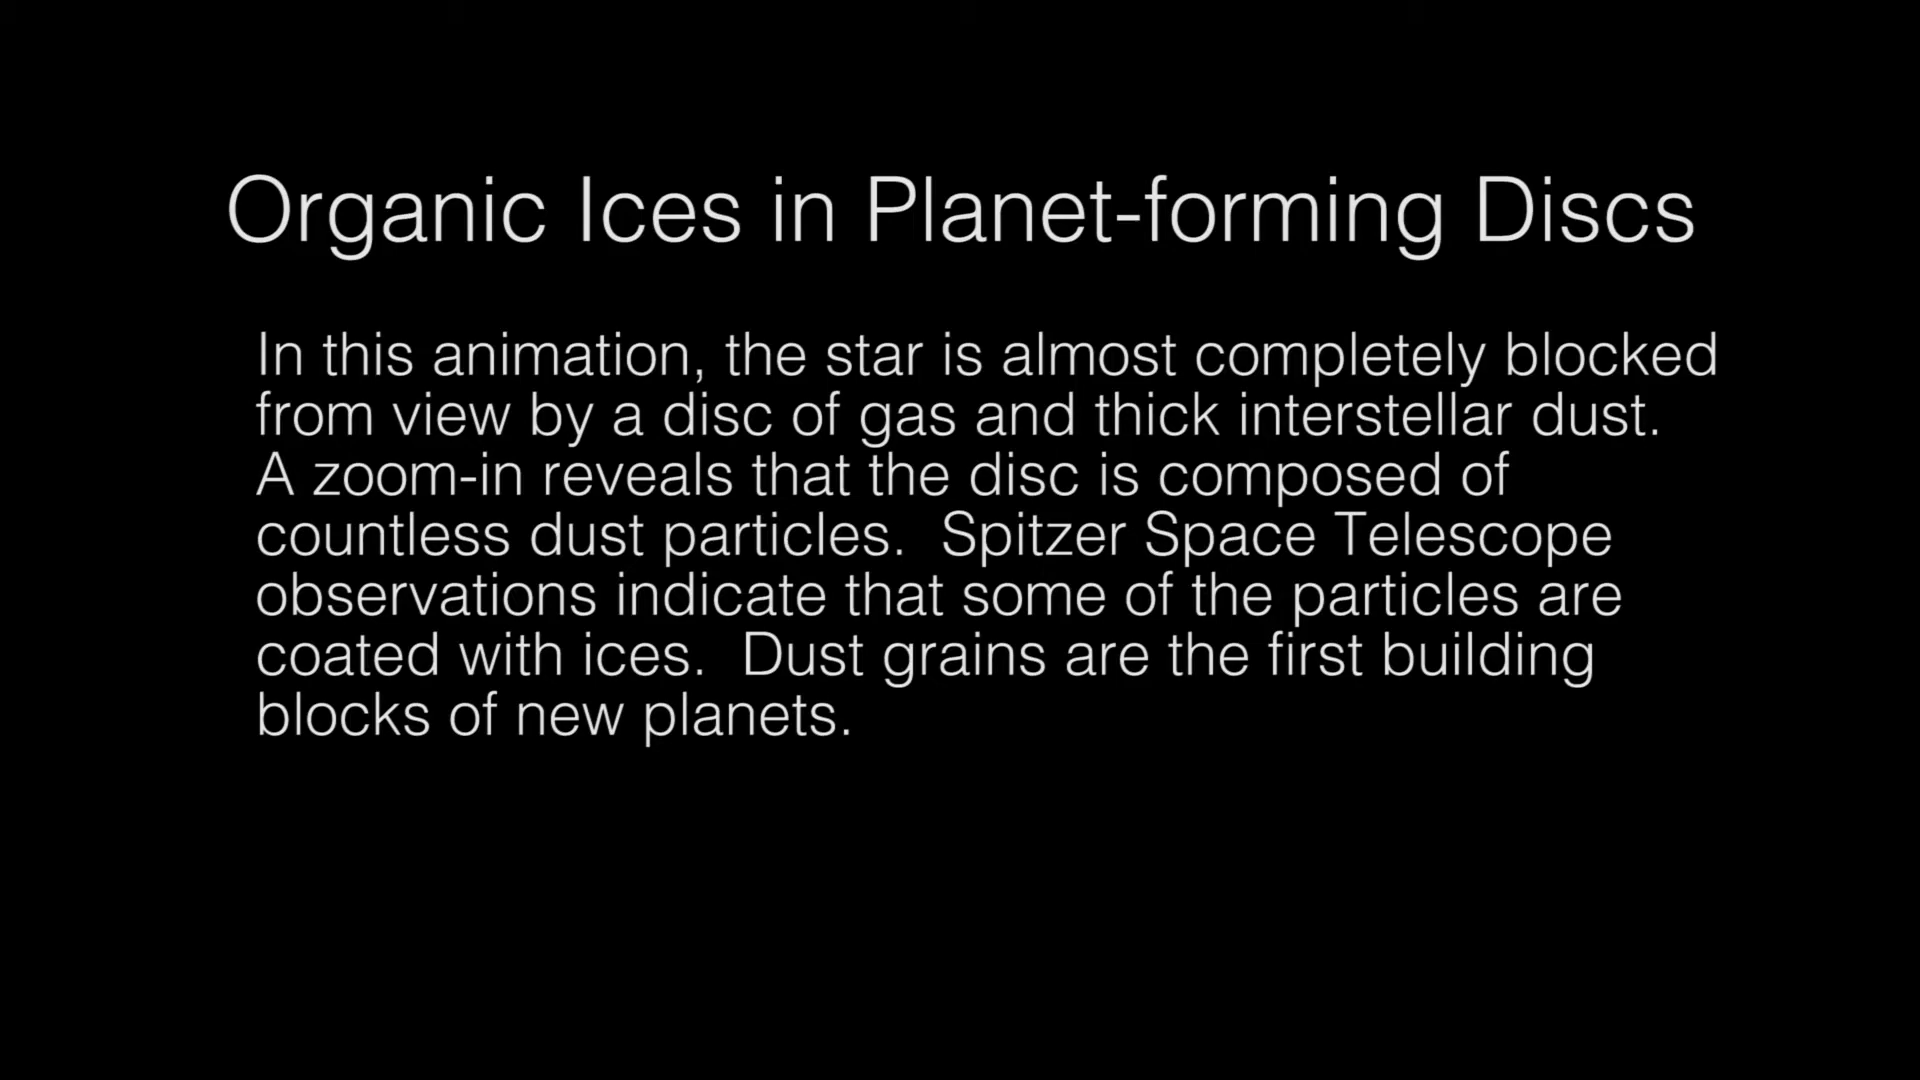 Organic Ices in Planet-forming Discs
In this animation, the star is almost completely blocked
from view by a disc of gas and thick interstellar dust.
A zoom-in reveals that the disc is composed of
countless dust particles.  Spitzer Space Telescope
observations indicate that some of the particles are
coated with ices.  Dust grains are the first building
blocks of new planets.